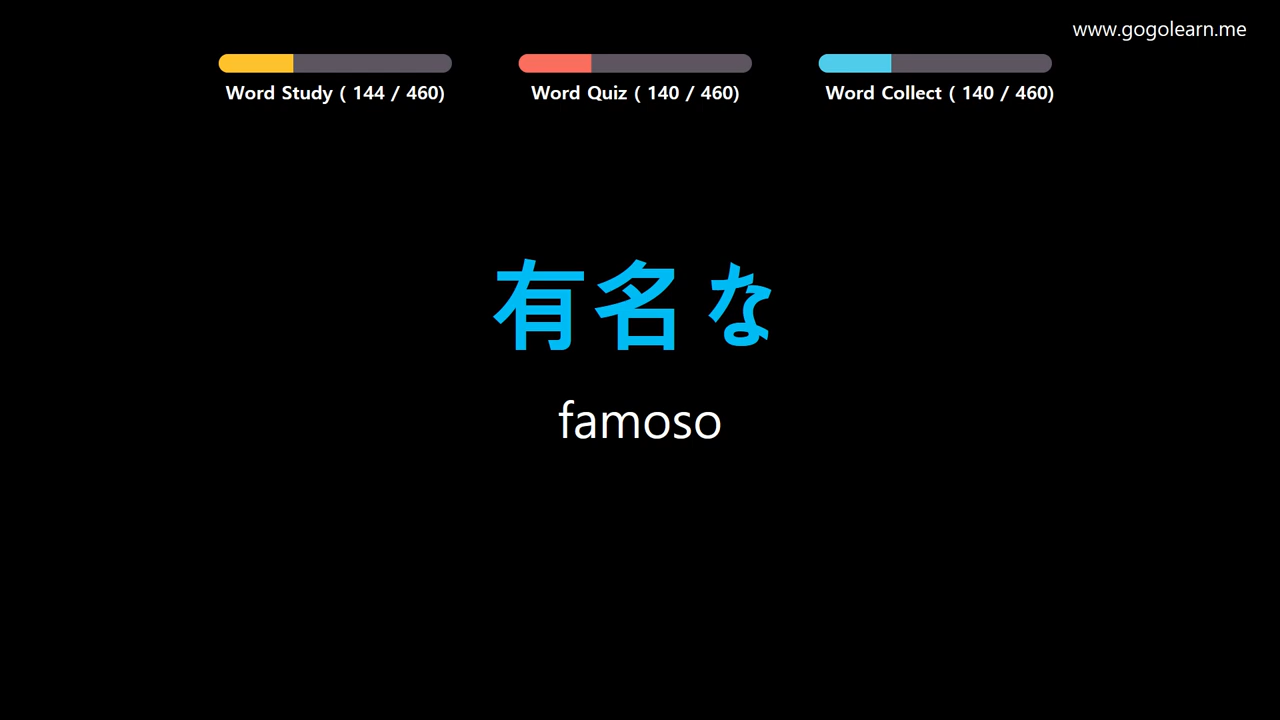 www.gogolearn.me
Word Study ( 144 / 460)
Word Quiz ( 140 / 460)
Word Collect ( 140 / 460)
有名な
famoso